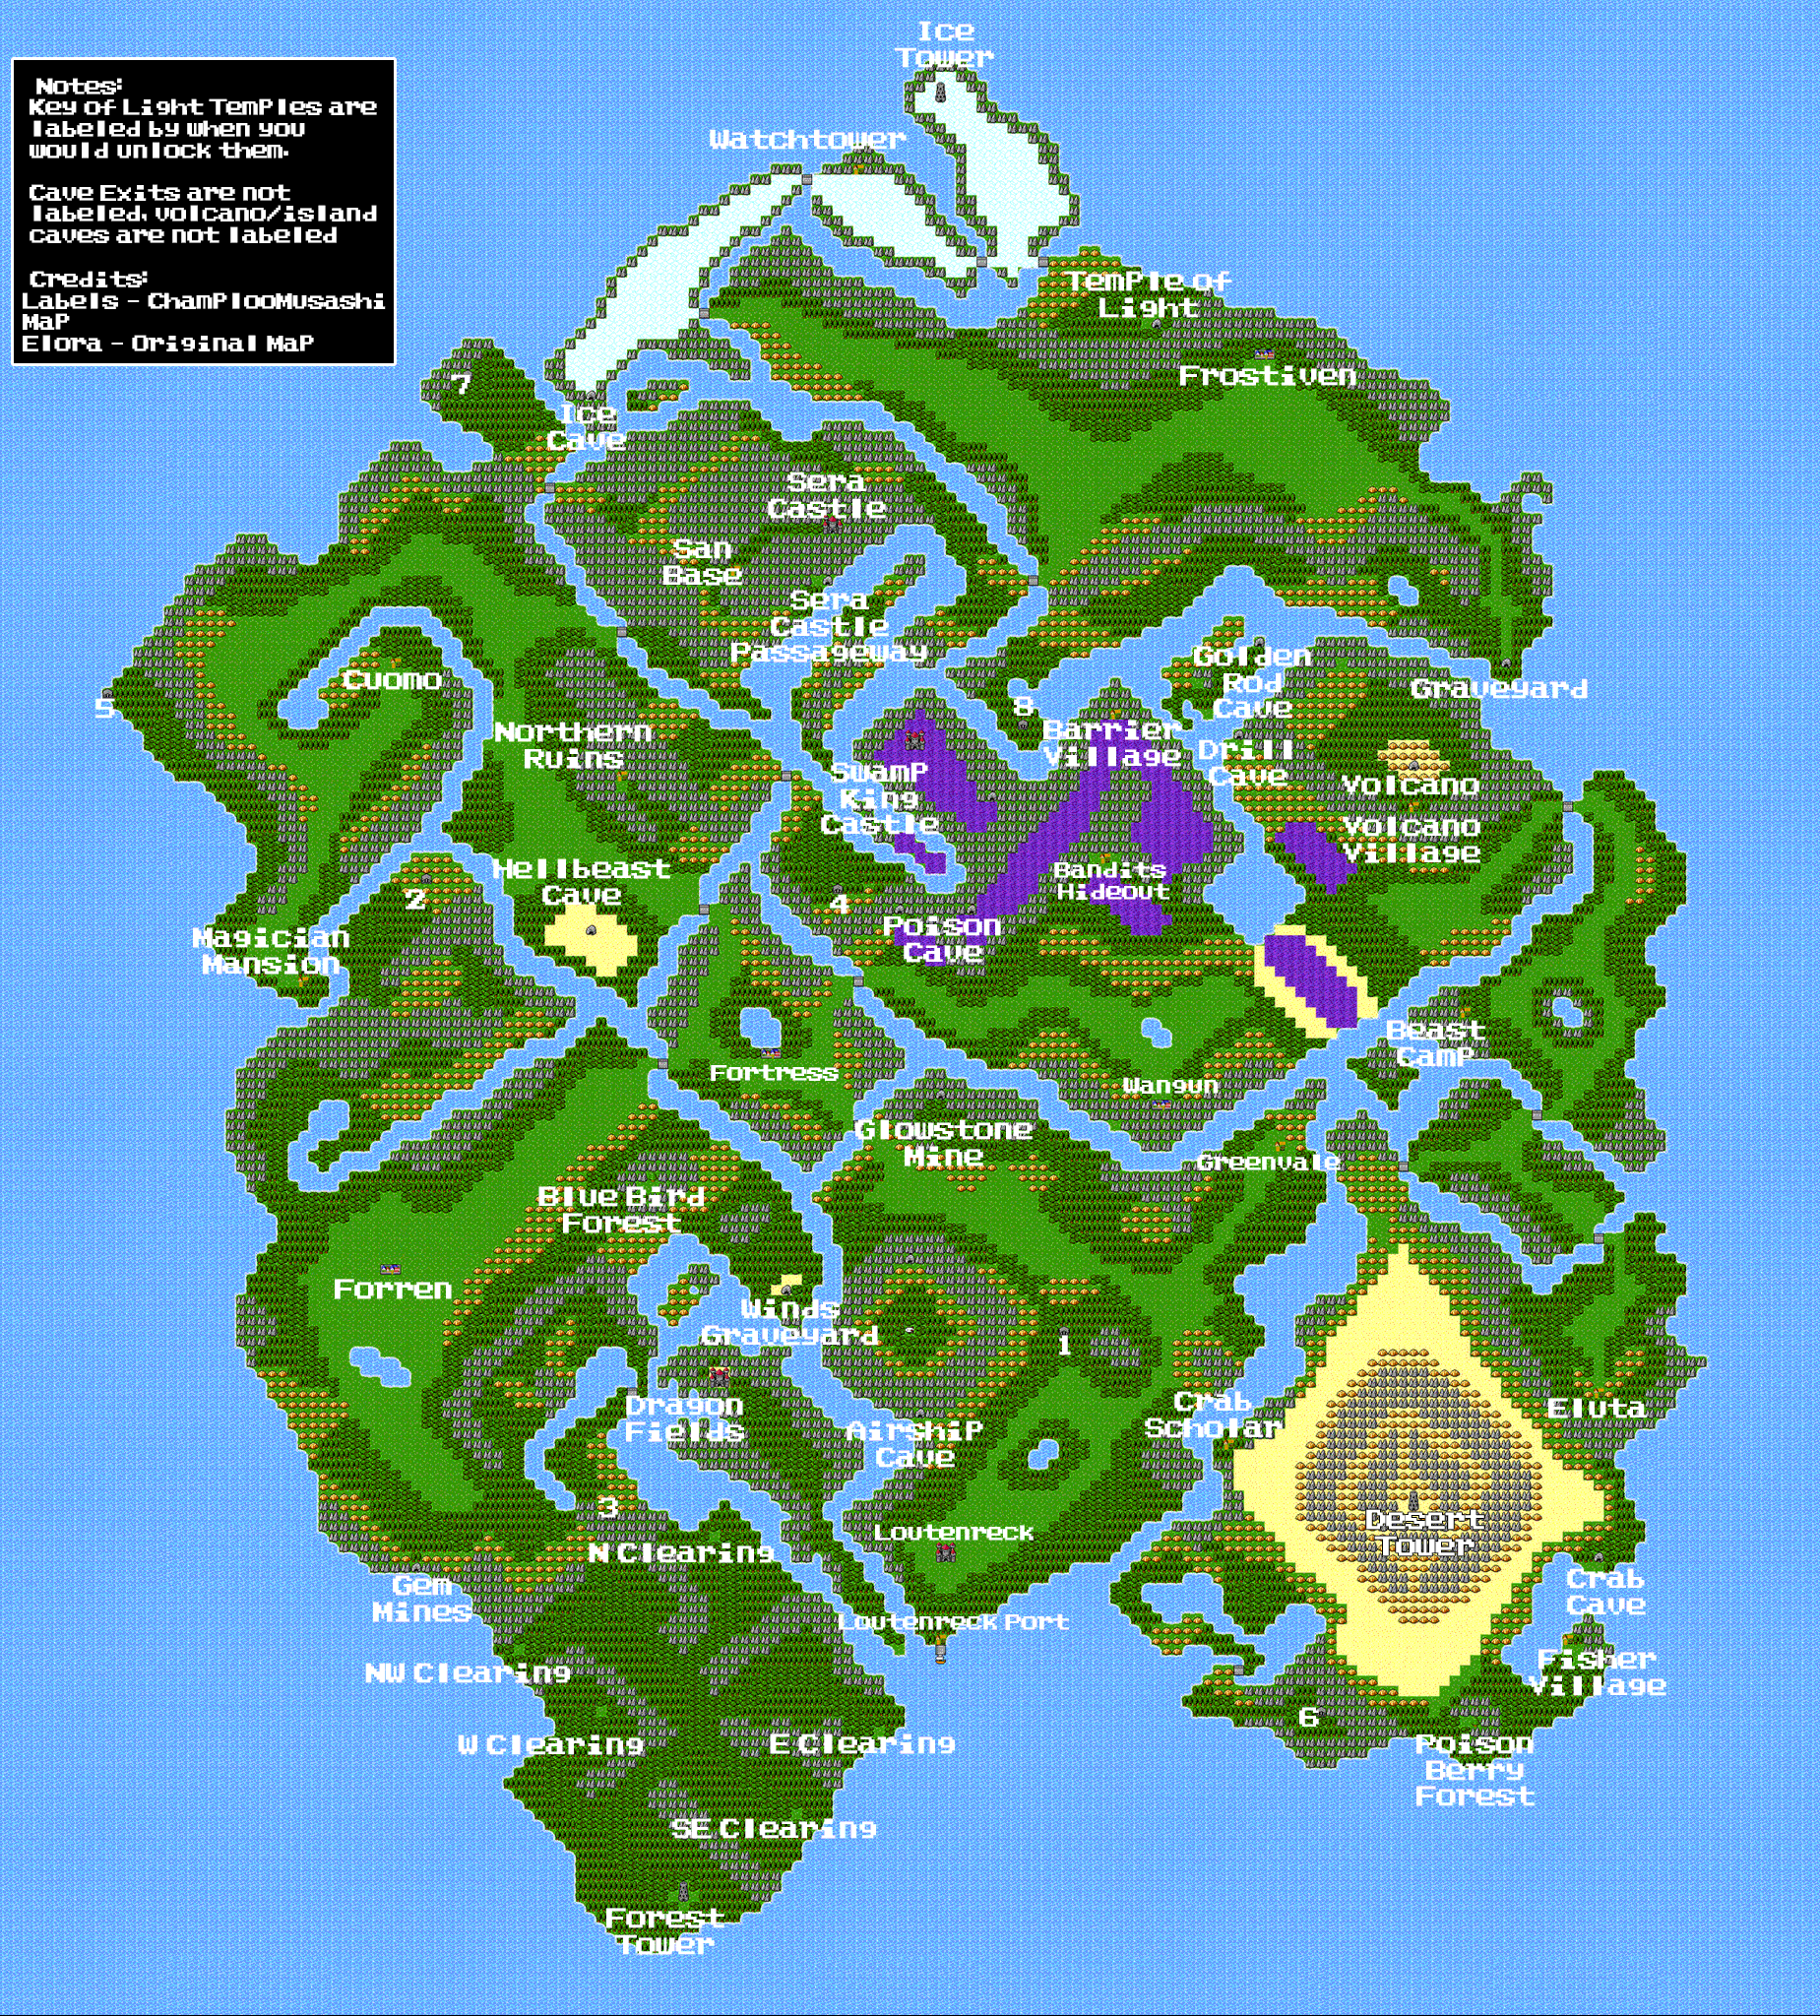 Ice
Tower
Notes:
Key of Light Temples are
labeled by when you
would unlock them.
Cave Exits are not
labeled, volcano/island
caves are not labeled
Credits:
Labels - ChamplooMusashi
Map
Elora - Original Map
Watchtower
Temple of
Light
Frostiven
7
Ice
Cave
Sera
Castle
San
Base
Sera
Castle
Passageway
Cuomo
5
Northern
Ruins
8
Golden
Rod
Cave
Graveyard
Barrier
Village
Drill
Cave
Swamp
King
Castle
Volcano
Volcano
Village
Hellbeast
Cave
2
4
Bandits
Hideout
Poison
Cave
Magician
Mansion
Beast
Camp
Fortress
Wangun
Glowstone
Mine
Greenvale
Blue Bird
Forest
Forren
Winds
Graveyard
1
Dragon
Fields
Airship
Cave
Crab
Scholar
Eluta
3
N Clearing
Loutenreck
Desert
Tower
Gem
Mines
Crab
Cave
Loutenreck Port
NW Clearing
Fisher
Village
6
W Clearing
E Clearing
Poison
Berry
Forest
SE Clearing
Forest
Tower